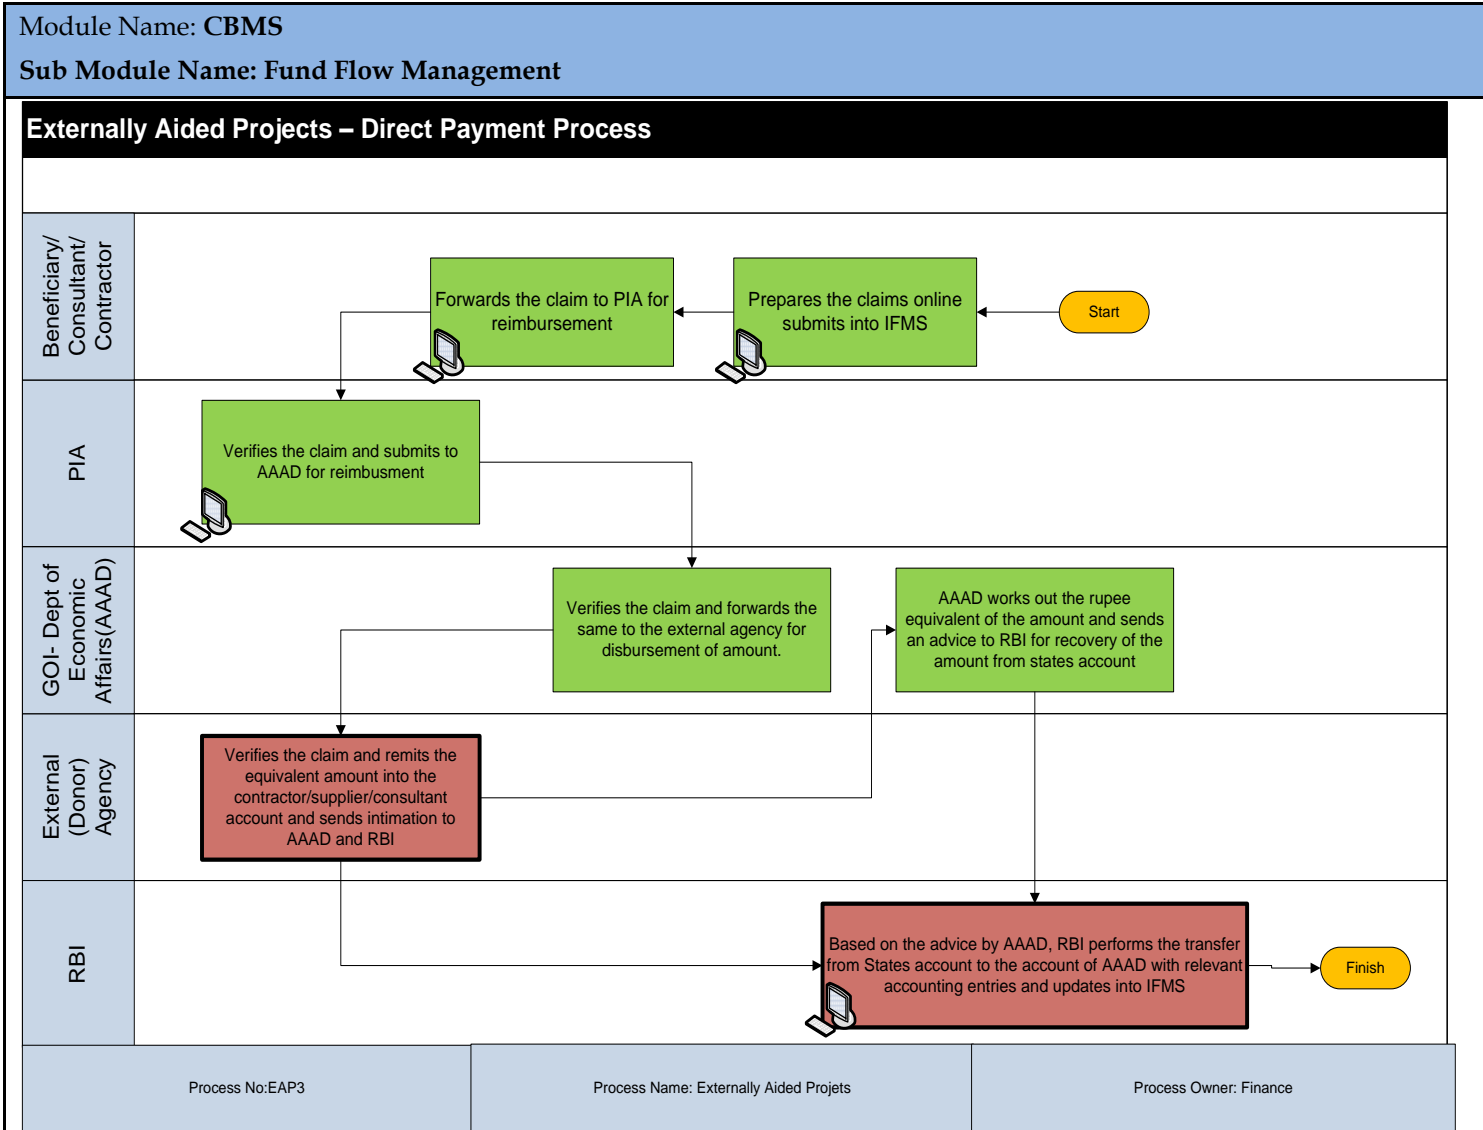 Module Name: CBMS
Sub Module Name: Fund Flow Management
Externally Aided Projects – Direct Payment Process
Beneficiary/
Consultant/
Contractor
Forwards the claim to PIA for
reimbursement
Prepares the claims online
submits into IFMS
Start
PIA
Verifies the claim and submits to
AAAD for reimbusment
GOI- Dept of
Economic
Affairs(AAAD)
Verifies the claim and forwards the
same to the external agency for
disbursement of amount.
AAAD works out the rupee
equivalent of the amount and sends
an advice to RBI for recovery of the
amount from states account
External
(Donor)
Agency
Verifies the claim and remits the
equivalent amount into the
contractor/supplier/consultant
account and sends intimation to
AAAD and RBI
RBI
Based on the advice by AAAD, RBI performs the transfer
from States account to the account of AAAD with relevant
accounting entries and updates into IFMS
Finish
Process No:EAP3
Process Name: Externally Aided Projets
Process Owner: Finance